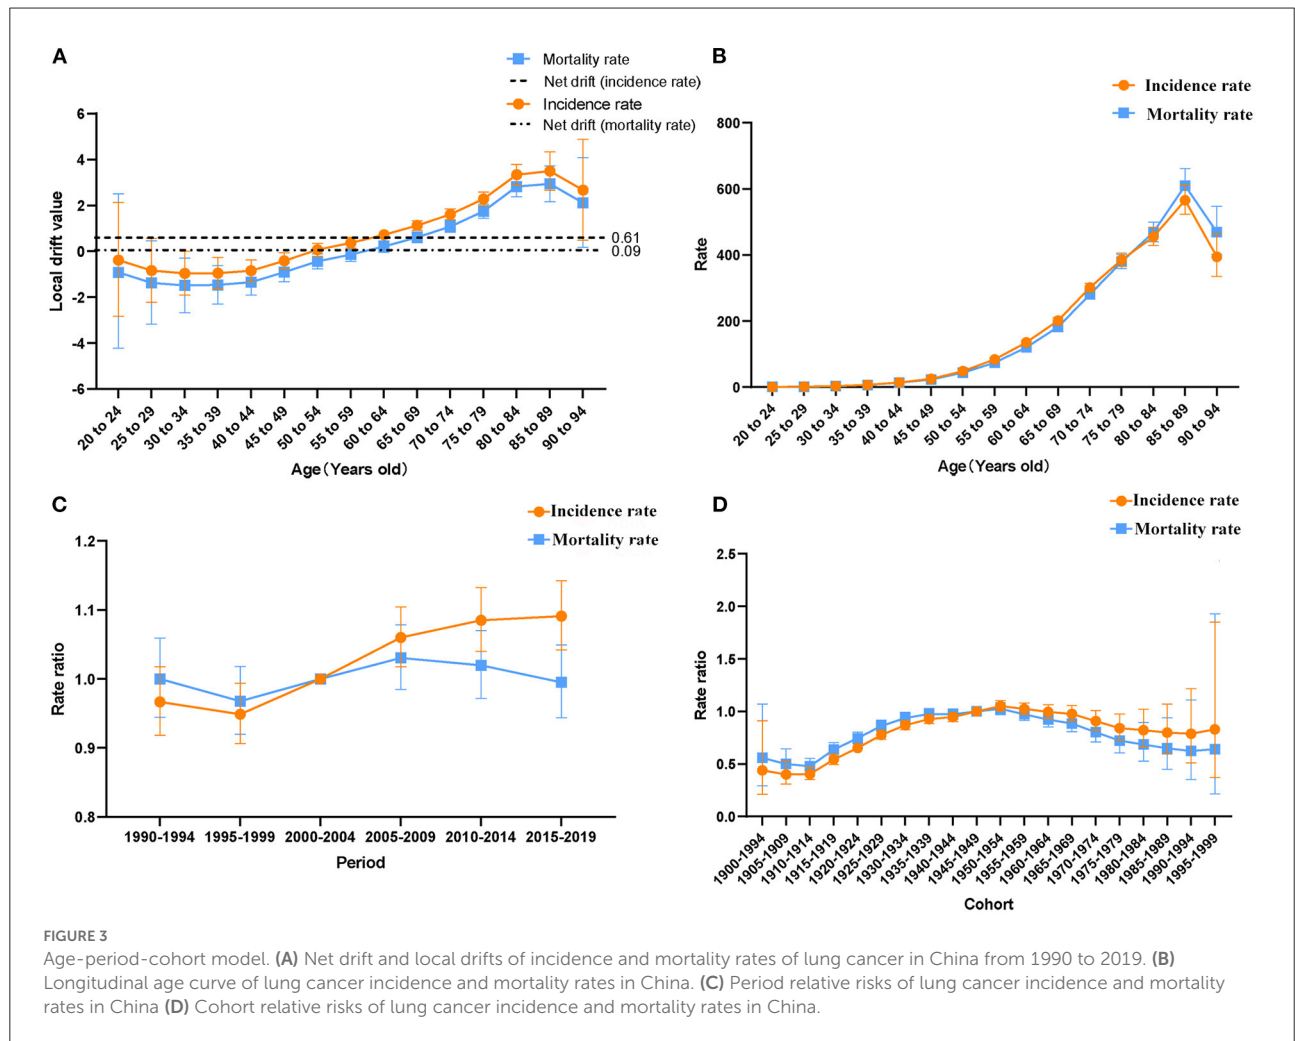 A
Mortality rate
Net drift (incidence rate)
Incidence rate
Net drift (mortality rate)
Local drift value
6
4
2
0
-2
-4
-6
0.61
0.09
20 to 24
25 to 29
30 to 34
35 to 39
40 to 44
45 to 49
50 to 54
55 to 59
60 to 64
65 to 69
70 to 74
75 to 79
80 to 84
85 to 89
90 to 94
Age(Years old)
B
Incidence rate
Mortality rate
Rate
800
600
400
200
0
20 to 24
25 to 29
30 to 34
35 to 39
40 to 44
45 to 49
50 to 54
55 to 59
60 to 64
65 to 69
70 to 74
75 to 79
80 to 84
85 to 89
90 to 94
Age(Years old)
C
Incidence rate
Mortality rate
Rate ratio
1.2
1.1
1.0
0.9
0.8
1990-1994
1995-1999
2000-2004
2005-2009
2010-2014
2015-2019
Period
D
Incidence rate
Mortality rate
Rate ratio
2.5
2.0
1.5
1.0
0.5
0.0
1900-1994
1905-1909
1910-1914
1915-1919
1920-1924
1925-1929
1930-1934
1935-1939
1940-1944
1945-1949
1950-1954
1955-1959
1960-1964
1965-1969
1970-1974
1975-1979
1980-1984
1985-1989
1990-1994
1995-1999
Cohort
FIGURE 3
Age-period-cohort model. (A) Net drift and local drifts of incidence and mortality rates of lung cancer in China from 1990 to 2019. (B)
Longitudinal age curve of lung cancer incidence and mortality rates in China. (C) Period relative risks of lung cancer incidence and mortality
rates in China (D) Cohort relative risks of lung cancer incidence and mortality rates in China.